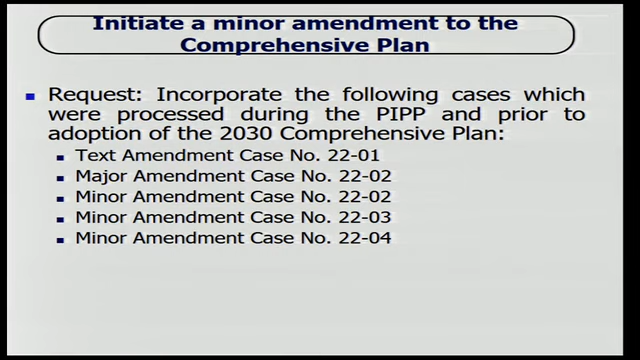 Initiate a minor amendment to the
Comprehensive Plan
Request: Incorporate the following cases which
were processed during the PIPP and prior to
adoption of the 2030 Comprehensive Plan:
Text Amendment Case No. 22-01
Major Amendment Case No. 22-02
Minor Amendment Case No. 22-02
Minor Amendment Case No. 22-03
Minor Amendment Case No. 22-04